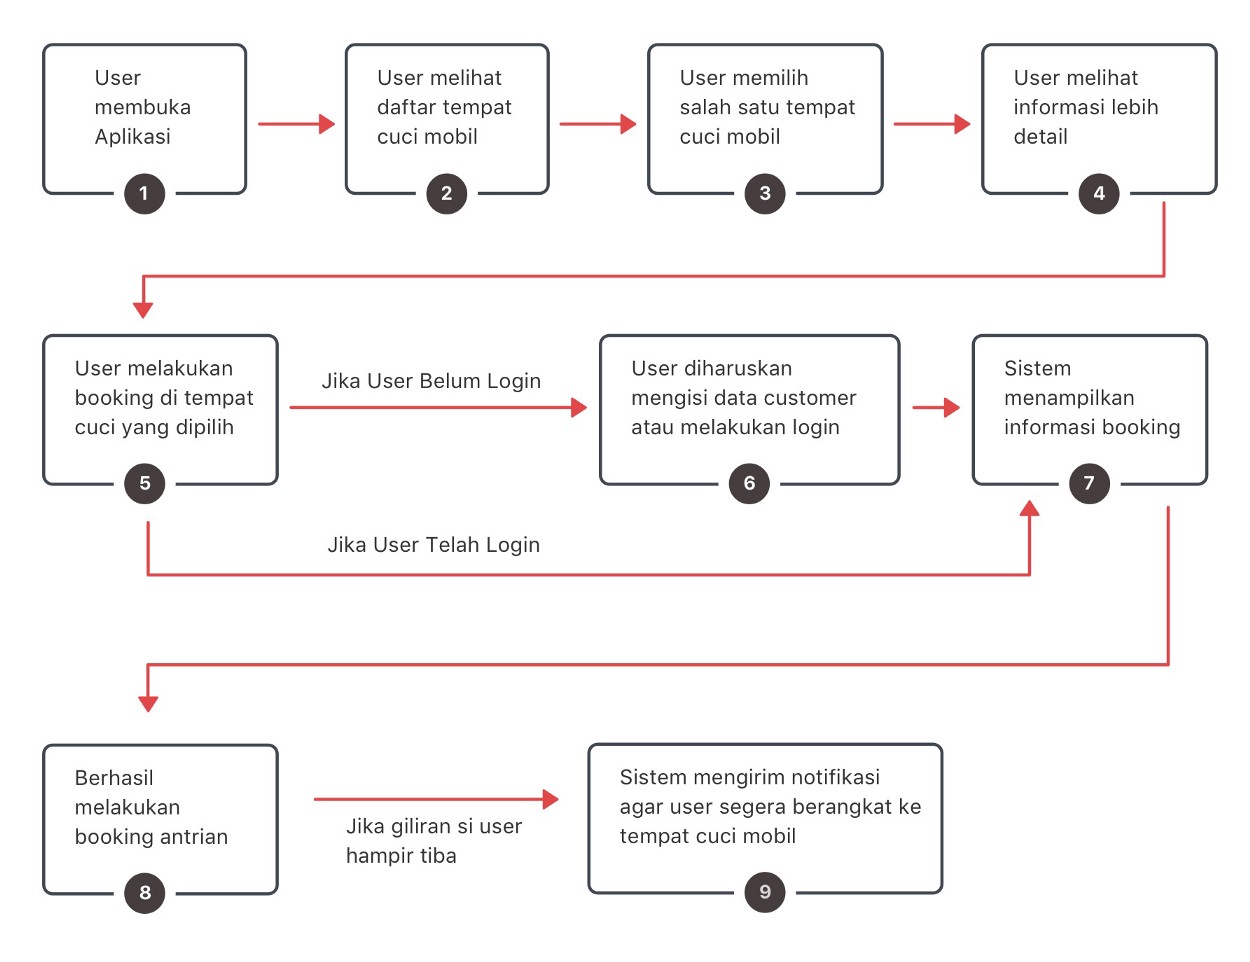 User
membuka
Aplikasi
1
User melihat
daftar tempat
cuci mobil
2
User memilih
salah satu tempat
cuci mobil
3
User melihat
informasi lebih
detail
4
User melakukan
booking di tempat
cuci yang dipilih
5
Jika User Belum Login
User diharuskan
mengisi data customer
atau melakukan login
6
Sistem
menampilkan
informasi booking
7
Jika User Telah Login
Berhasil
melakukan
booking antrian
8
Jika giliran si user
hampir tiba
Sistem mengirim notifikasi
agar user segera berangkat ke
tempat cuci mobil
9